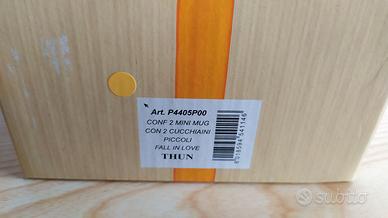 Art. P4405P00
CONF 2 MINI MUG
CON 2 CUCCHIAINI
PICCOLI
FALL IN LOVE
THUN
subito